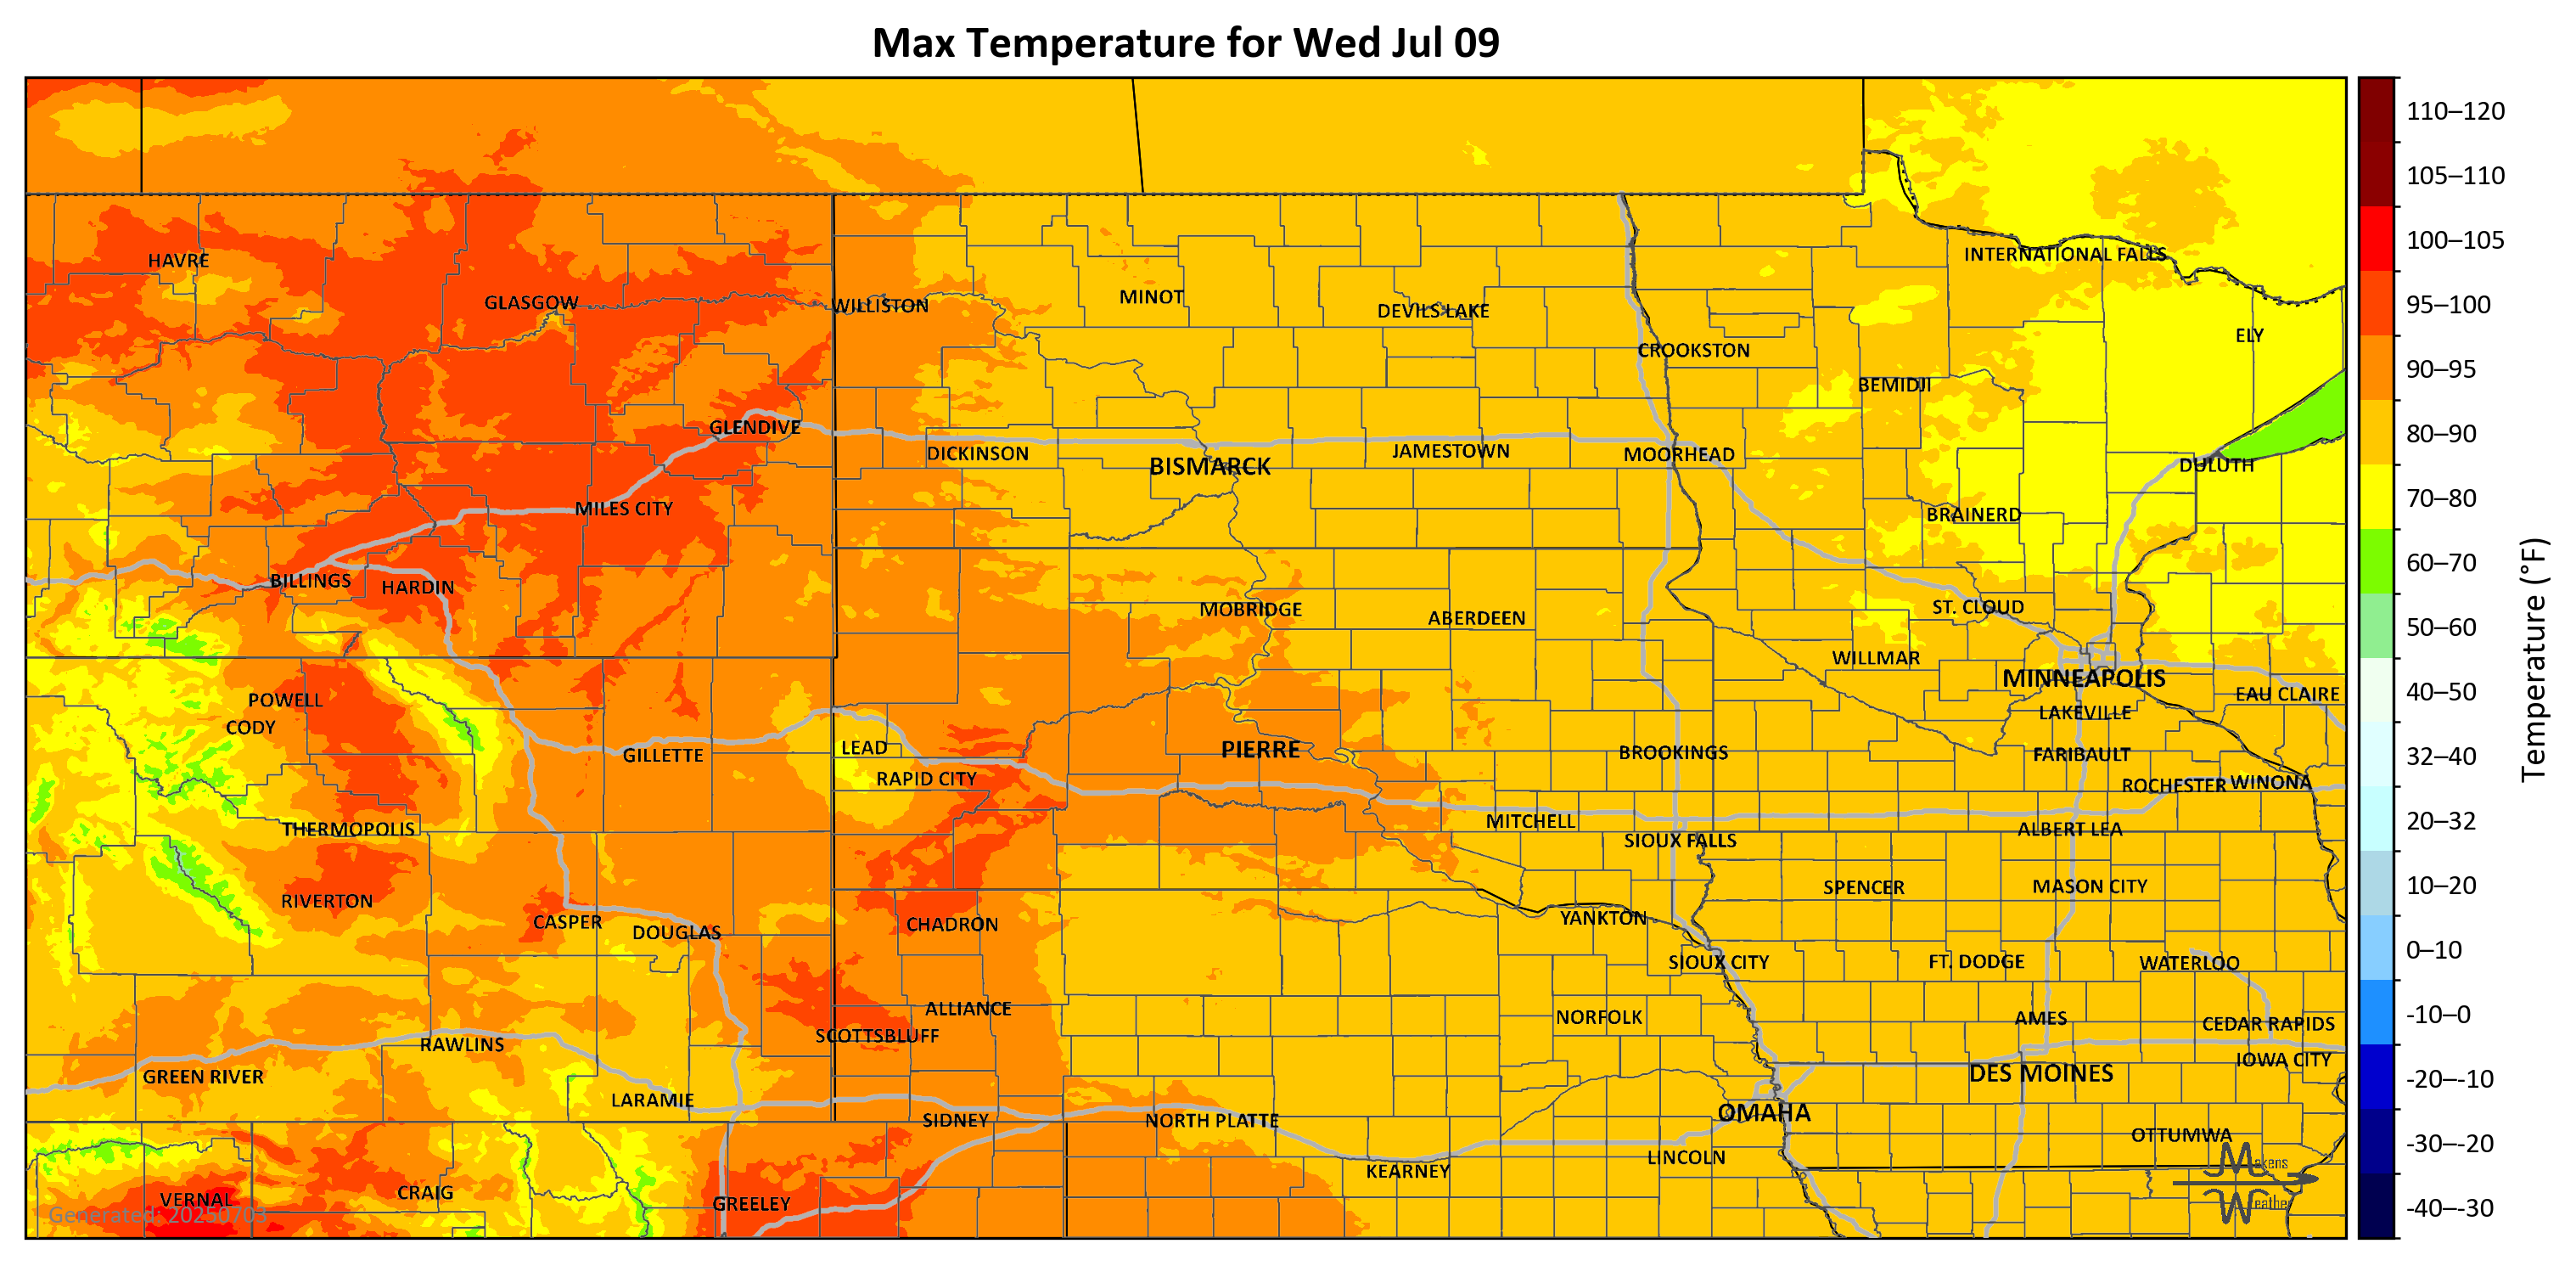 Max Temperature for Wed Jul 09
110–120
105–110
100–105
95–100
90–95
80–90
70–80
60–70
50–60
40–50
32–40
20–32
10–20
0–10
-10–0
-20–-10
-30–-20
-40–-30
Temperature (°F)
INTERNATIONAL FALLS
HAVRE
GLASGOW
WILLISTON
MINOT
DEVILS LAKE
ELY
CROOKSTON
BEMIDJI
GLENDIVE
DICKINSON
BISMARCK
JAMESTOWN
MOORHEAD
DULUTH
MILES CITY
BRAINERD
BILLINGS
HARDIN
MOBRIDGE
ABERDEEN
ST. CLOUD
WILLMAR
MINNEAPOLIS
EAU CLAIRE
POWELL
CODY
LAKEVILLE
GILLETTE
LEAD
PIERRE
BROOKINGS
FARIBAULT
RAPID CITY
ROCHESTER
WINONA
THERMOPOLIS
MITCHELL
SIOUX FALLS
ALBERT LEA
RIVERTON
SPENCER
MASON CITY
CASPER
DOUGLAS
CHADRON
YANKTON
SIOUX CITY
FT. DODGE
WATERLOO
ALLIANCE
SCOTTSBLUFF
NORFOLK
AMES
CEDAR RAPIDS
RAWLINS
IOWA CITY
GREEN RIVER
DES MOINES
LARAMIE
SIDNEY
NORTH PLATTE
OMAHA
OTTUMWA
KEARNEY
LINCOLN
VERNAL
CRAIG
GREELEY
Generated: 20250703
Makens
Weather